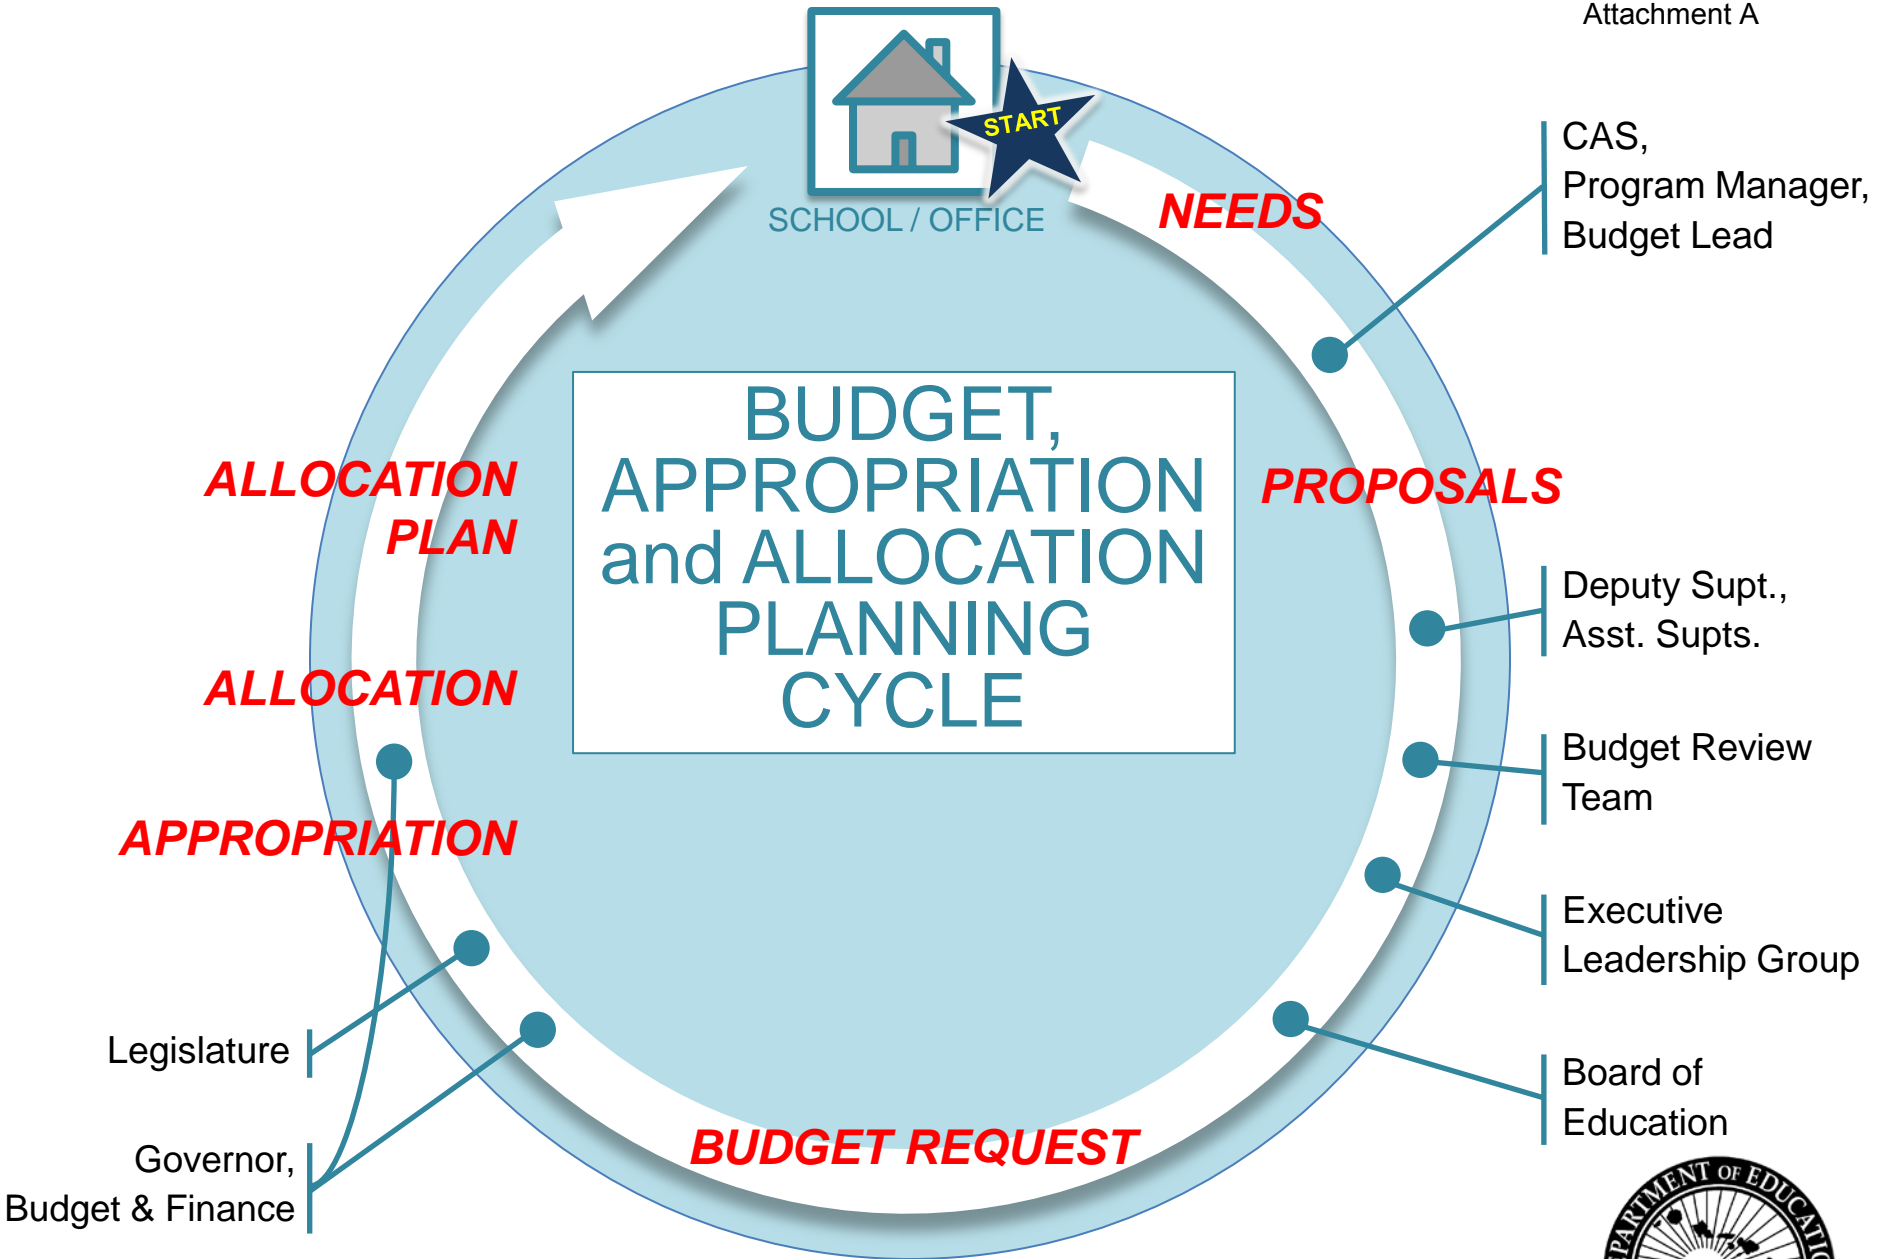 Attachment A
START
SCHOOL / OFFICE
NEEDS
CAS,
Program Manager,
Budget Lead
BUDGET,
APPROPRIATION
and ALLOCATION
PLANNING
CYCLE
PROPOSALS
Deputy Supt.,
Asst. Supts.
Budget Review
Team
Executive
Leadership Group
Board of
Education
BUDGET REQUEST
Governor,
Budget & Finance
Legislature
APPROPRIATION
ALLOCATION
ALLOCATION
PLAN
OF